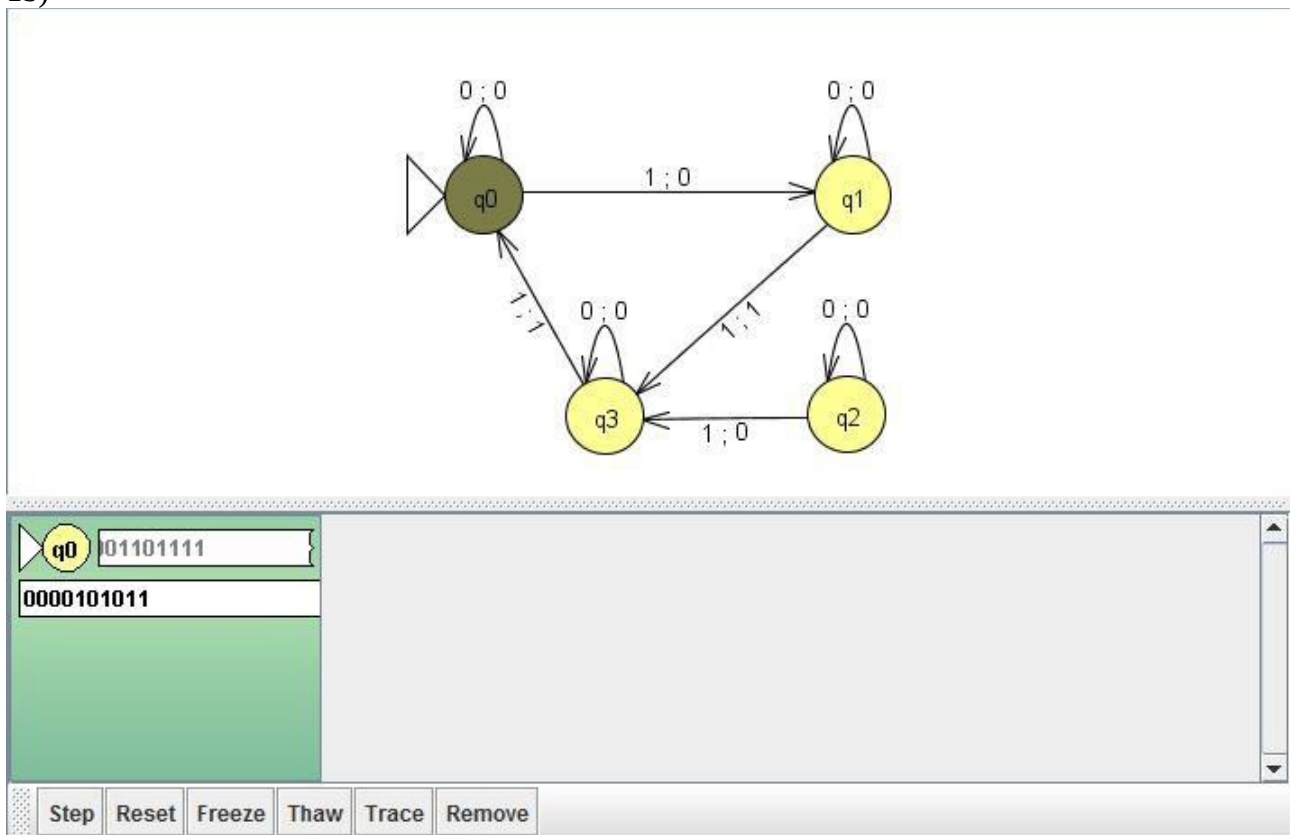 0 ; 0
0 ; 0
1 ; 0
q0
q1
1 ; 1
0 ; 0
1 ; 1
0 ; 0
q3
q2
1 ; 0
q0
01101111
0000101011
Step Reset Freeze Thaw Trace Remove